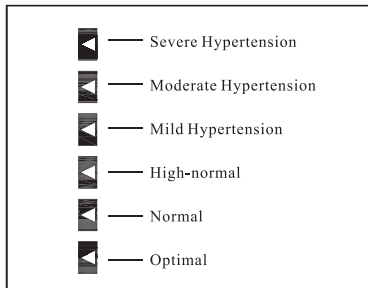 Severe Hypertension
Moderate Hypertension
Mild Hypertension
High-normal
Normal
Optimal